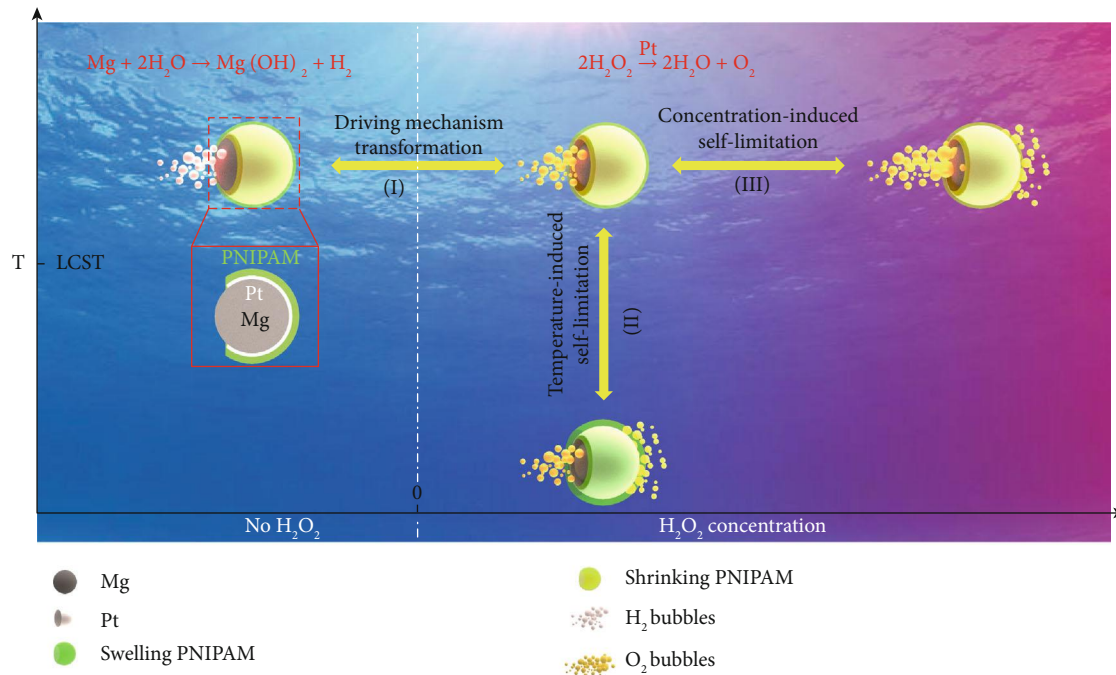 Mg + 2H₂O → Mg (OH) ₂ + H₂
Pt
2H₂O₂ → 2H₂O + O₂
Driving mechanism
transformation
(I)
Concentration-induced
self-limitation
(III)
T
LCST
PNIPAM
Pt
Mg
Temperature-induced
self-limitation
(II)
0
No H₂O₂
H₂O₂ concentration
Mg
Pt
Swelling PNIPAM
Shrinking PNIPAM
H₂ bubbles
O₂ bubbles